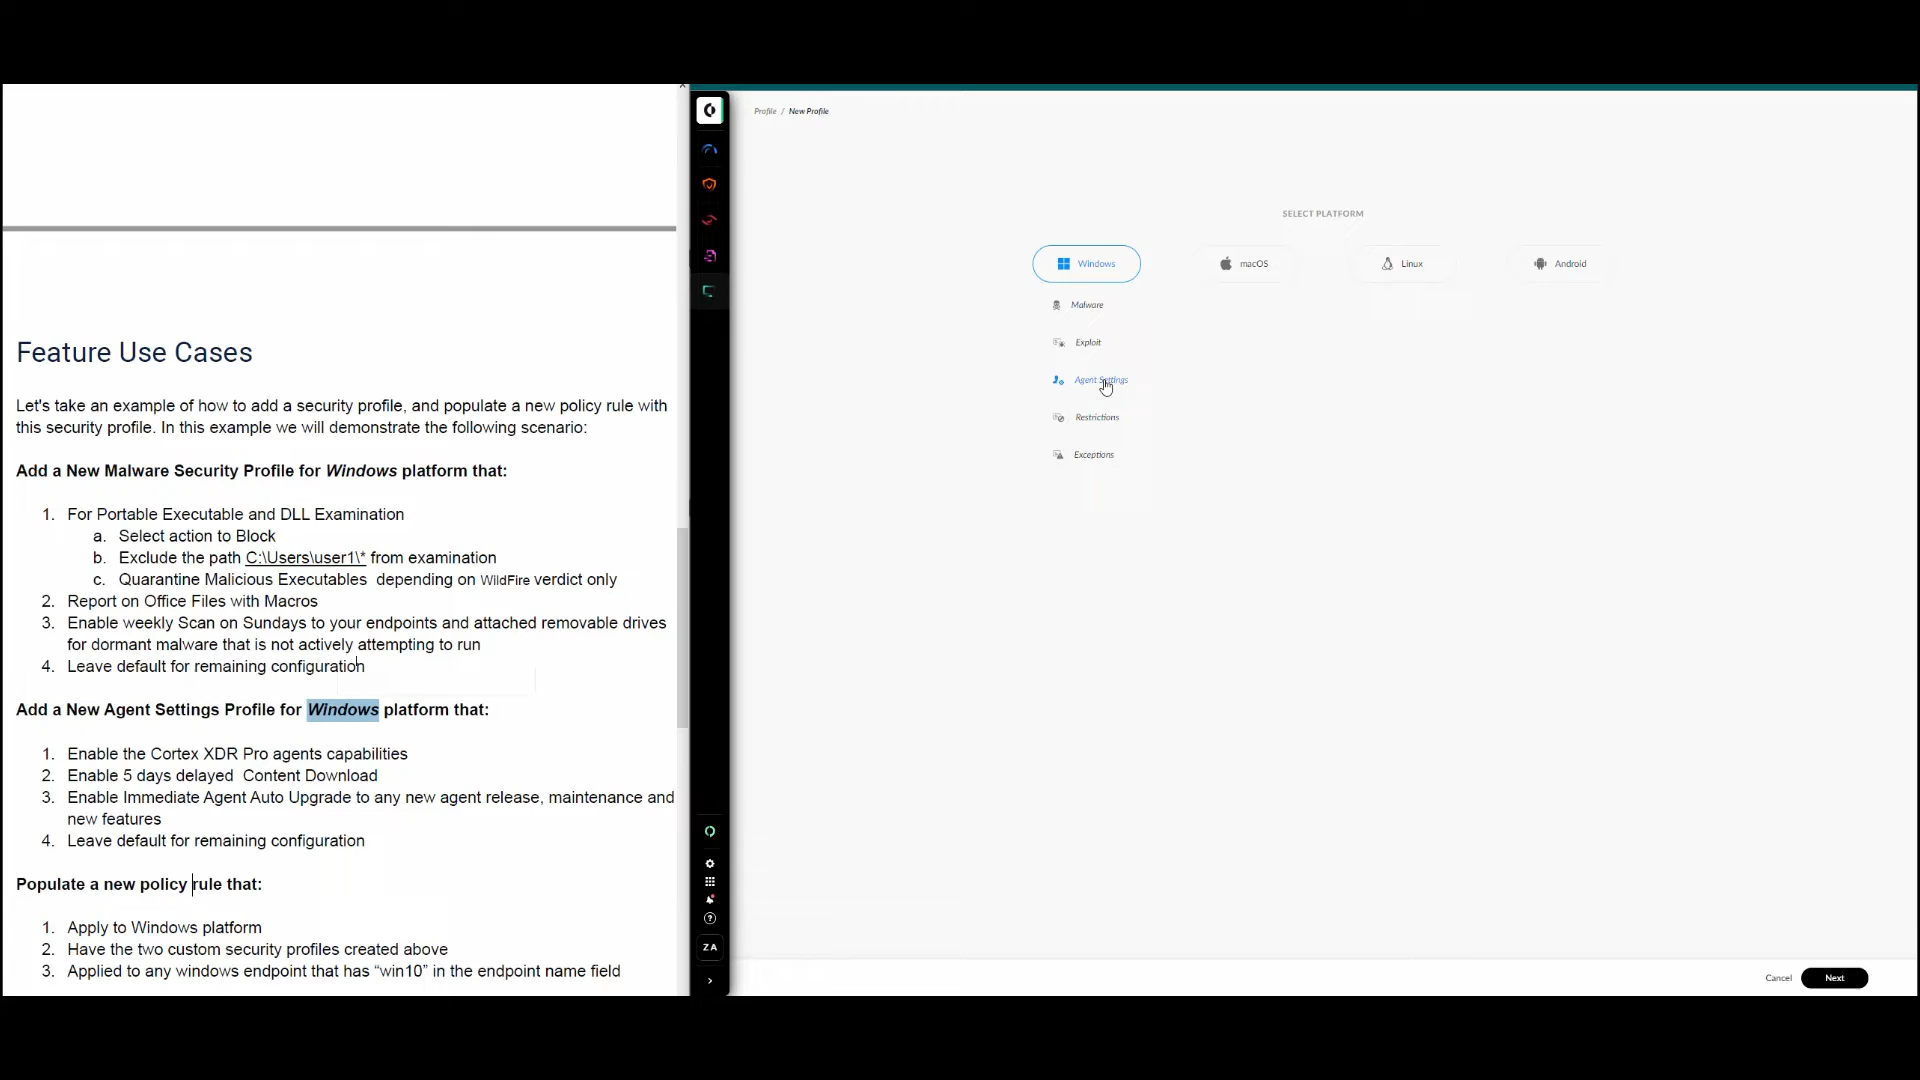 Feature Use Cases
Let's take an example of how to add a security profile, and populate a new policy rule with
this security profile. In this example we will demonstrate the following scenario:
Add a New Malware Security Profile for Windows platform that:
1. For Portable Executable and DLL Examination
a. Select action to Block
b. Exclude the path C:\Users\user1\* from examination
c. Quarantine Malicious Executables depending on WildFire verdict only
2. Report on Office Files with Macros
3. Enable weekly Scan on Sundays to your endpoints and attached removable drives
for dormant malware that is not actively attempting to run
4. Leave default for remaining configuration
Add a New Agent Settings Profile for Windows platform that:
1. Enable the Cortex XDR Pro agents capabilities
2. Enable 5 days delayed Content Download
3. Enable Immediate Agent Auto Upgrade to any new agent release, maintenance and
new features
4. Leave default for remaining configuration
Populate a new policy rule that:
1. Apply to Windows platform
2. Have the two custom security profiles created above
3. Applied to any windows endpoint that has “win10” in the endpoint name field
ZA
Profile / New Profile
SELECT PLATFORM
Windows
macOS
Linux
Android
Malware
Exploit
Agent Settings
Restrictions
Exceptions
Cancel
Next